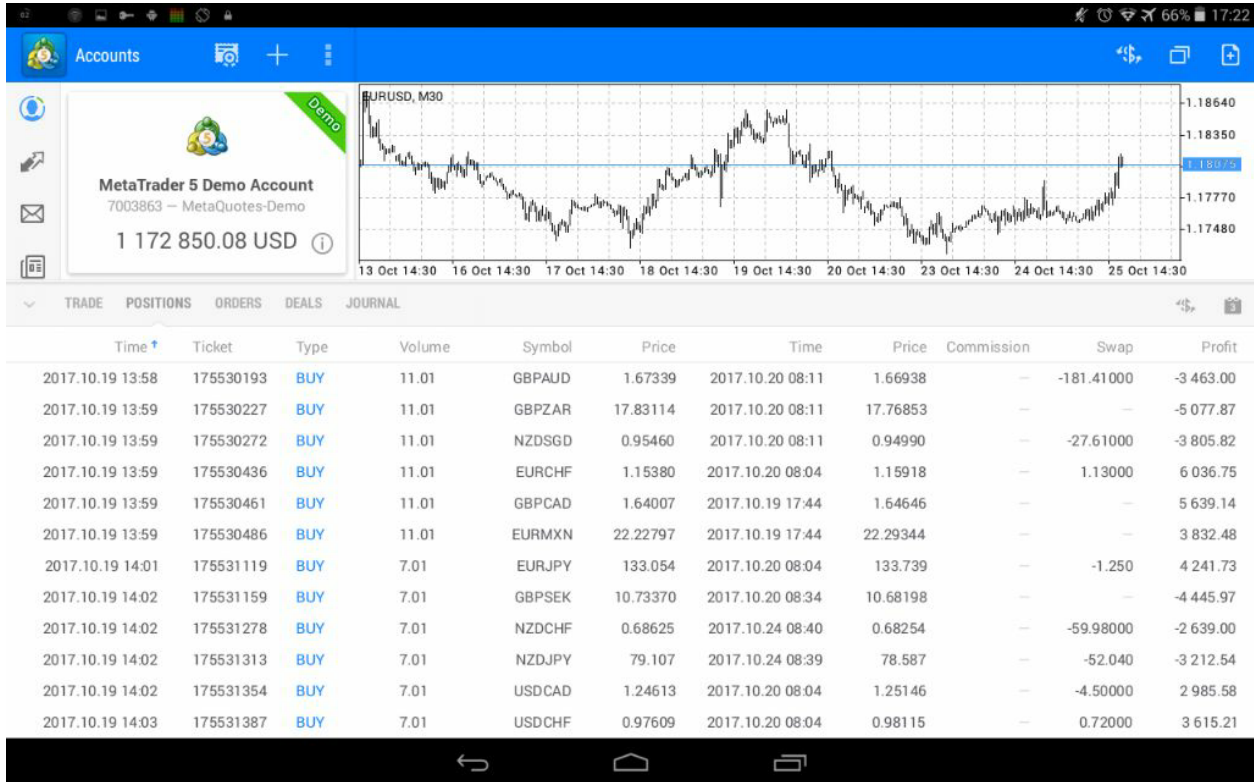 66% 17:22
Accounts
Demo
MetaTrader 5 Demo Account
7003863 — MetaQuotes-Demo
1 172 850.08 USD
EURUSD, M30
1.18640
1.18350
1.18075
1.17770
1.17480
13 Oct 14:30 16 Oct 14:30 17 Oct 14:30 18 Oct 14:30 19 Oct 14:30 20 Oct 14:30 23 Oct 14:30 24 Oct 14:30 25 Oct 14:30
TRADE POSITIONS ORDERS DEALS JOURNAL
Time Ticket Type Volume Symbol Price Time Price Commission Swap Profit
2017.10.19 13:58 175530193 BUY 11.01 GBPAUD 1.67339 2017.10.20 08:11 1.66938 — -181.41000 -3 463.00
2017.10.19 13:59 175530227 BUY 11.01 GBPZAR 17.83114 2017.10.20 08:11 17.76853 — — -5 077.87
2017.10.19 13:59 175530272 BUY 11.01 NZDSGD 0.95460 2017.10.20 08:11 0.94990 — -27.61000 -3 805.82
2017.10.19 13:59 175530436 BUY 11.01 EURCHF 1.15380 2017.10.20 08:04 1.15918 — 1.13000 6 036.75
2017.10.19 13:59 175530461 BUY 11.01 GBPCAD 1.64007 2017.10.19 17:44 1.64646 — — 5 639.14
2017.10.19 13:59 175530486 BUY 11.01 EURMXN 22.22797 2017.10.19 17:44 22.29344 — — 3 832.48
2017.10.19 14:01 175531119 BUY 7.01 EURJPY 133.054 2017.10.20 08:04 133.739 — -1.250 4 241.73
2017.10.19 14:02 175531159 BUY 7.01 GBPSEK 10.73370 2017.10.20 08:34 10.68198 — — -4 445.97
2017.10.19 14:02 175531278 BUY 7.01 NZDCHF 0.68625 2017.10.24 08:40 0.68254 — -59.98000 -2 639.00
2017.10.19 14:02 175531313 BUY 7.01 NZDJPY 79.107 2017.10.24 08:39 78.587 — -52.040 -3 212.54
2017.10.19 14:02 175531354 BUY 7.01 USDCAD 1.24613 2017.10.20 08:04 1.25146 — -4.50000 2 985.58
2017.10.19 14:03 175531387 BUY 7.01 USDCHF 0.97609 2017.10.20 08:04 0.98115 — 0.72000 3 615.21